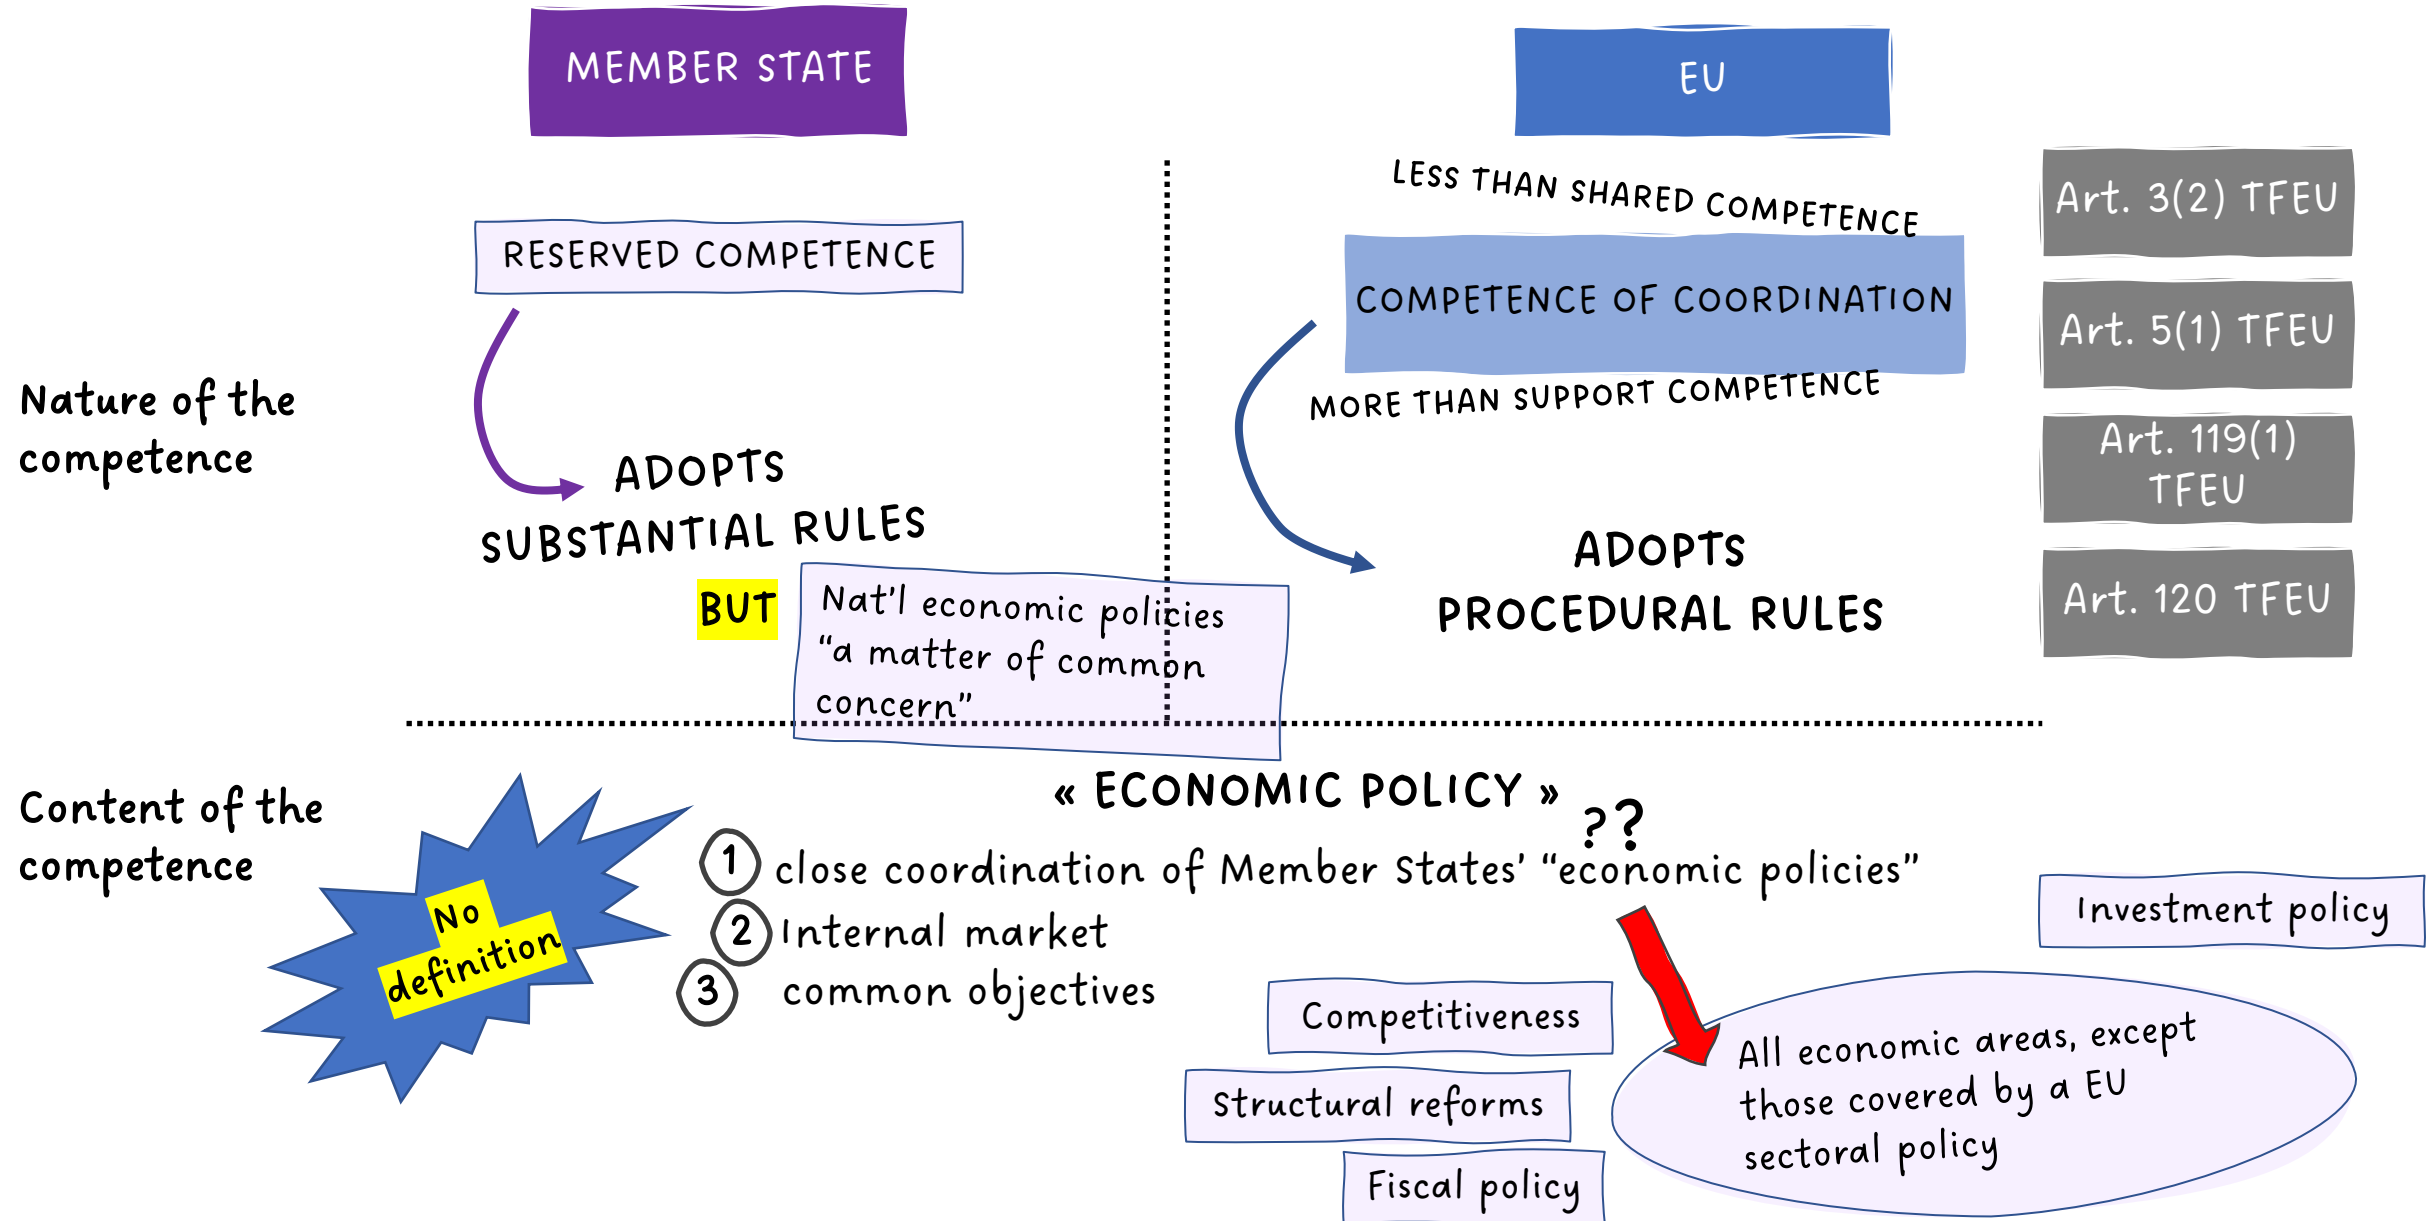 MEMBER STATE
EU
LESS THAN SHARED COMPETENCE
Art. 3(2) TFEU
RESERVED COMPETENCE
COMPETENCE OF COORDINATION
Art. 5(1) TFEU
MORE THAN SUPPORT COMPETENCE
Nature of the
competence
Art. 119(1)
TFEU
ADOPTS
SUBSTANTIAL RULES
ADOPTS
PROCEDURAL RULES
Art. 120 TFEU
BUT
Nat'l economic policies
“a matter of common
concern”
Content of the
competence
« ECONOMIC POLICY »
??
No
definition
1 close coordination of Member States’ “economic policies”
2 Internal market
3 common objectives
Investment policy
Competitiveness
Structural reforms
Fiscal policy
All economic areas, except
those covered by a EU
sectoral policy